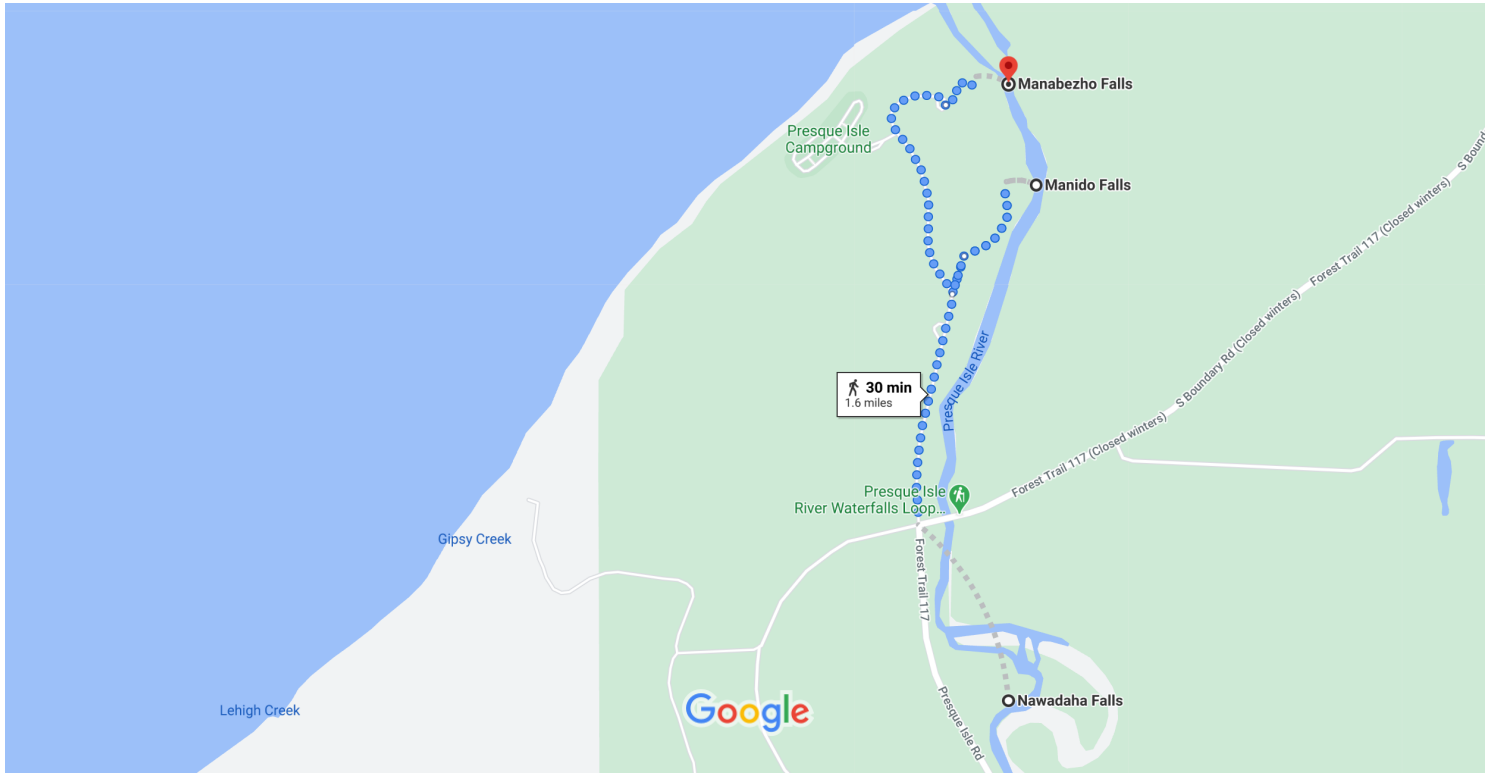 Manabezho Falls
Presque Isle
Campground
Manido Falls
S Bound
Forest Trail 117 (Closed winters)
S Boundary Rd (Closed winters)
Forest Trail 117 (Closed winters)
Presque Isle River
30 min
1.6 miles
Presque Isle
River Waterfalls Loop...
Gipsy Creek
Forest Trail 117
Presque Isle Rd
Nawadaha Falls
Lehigh Creek
Google